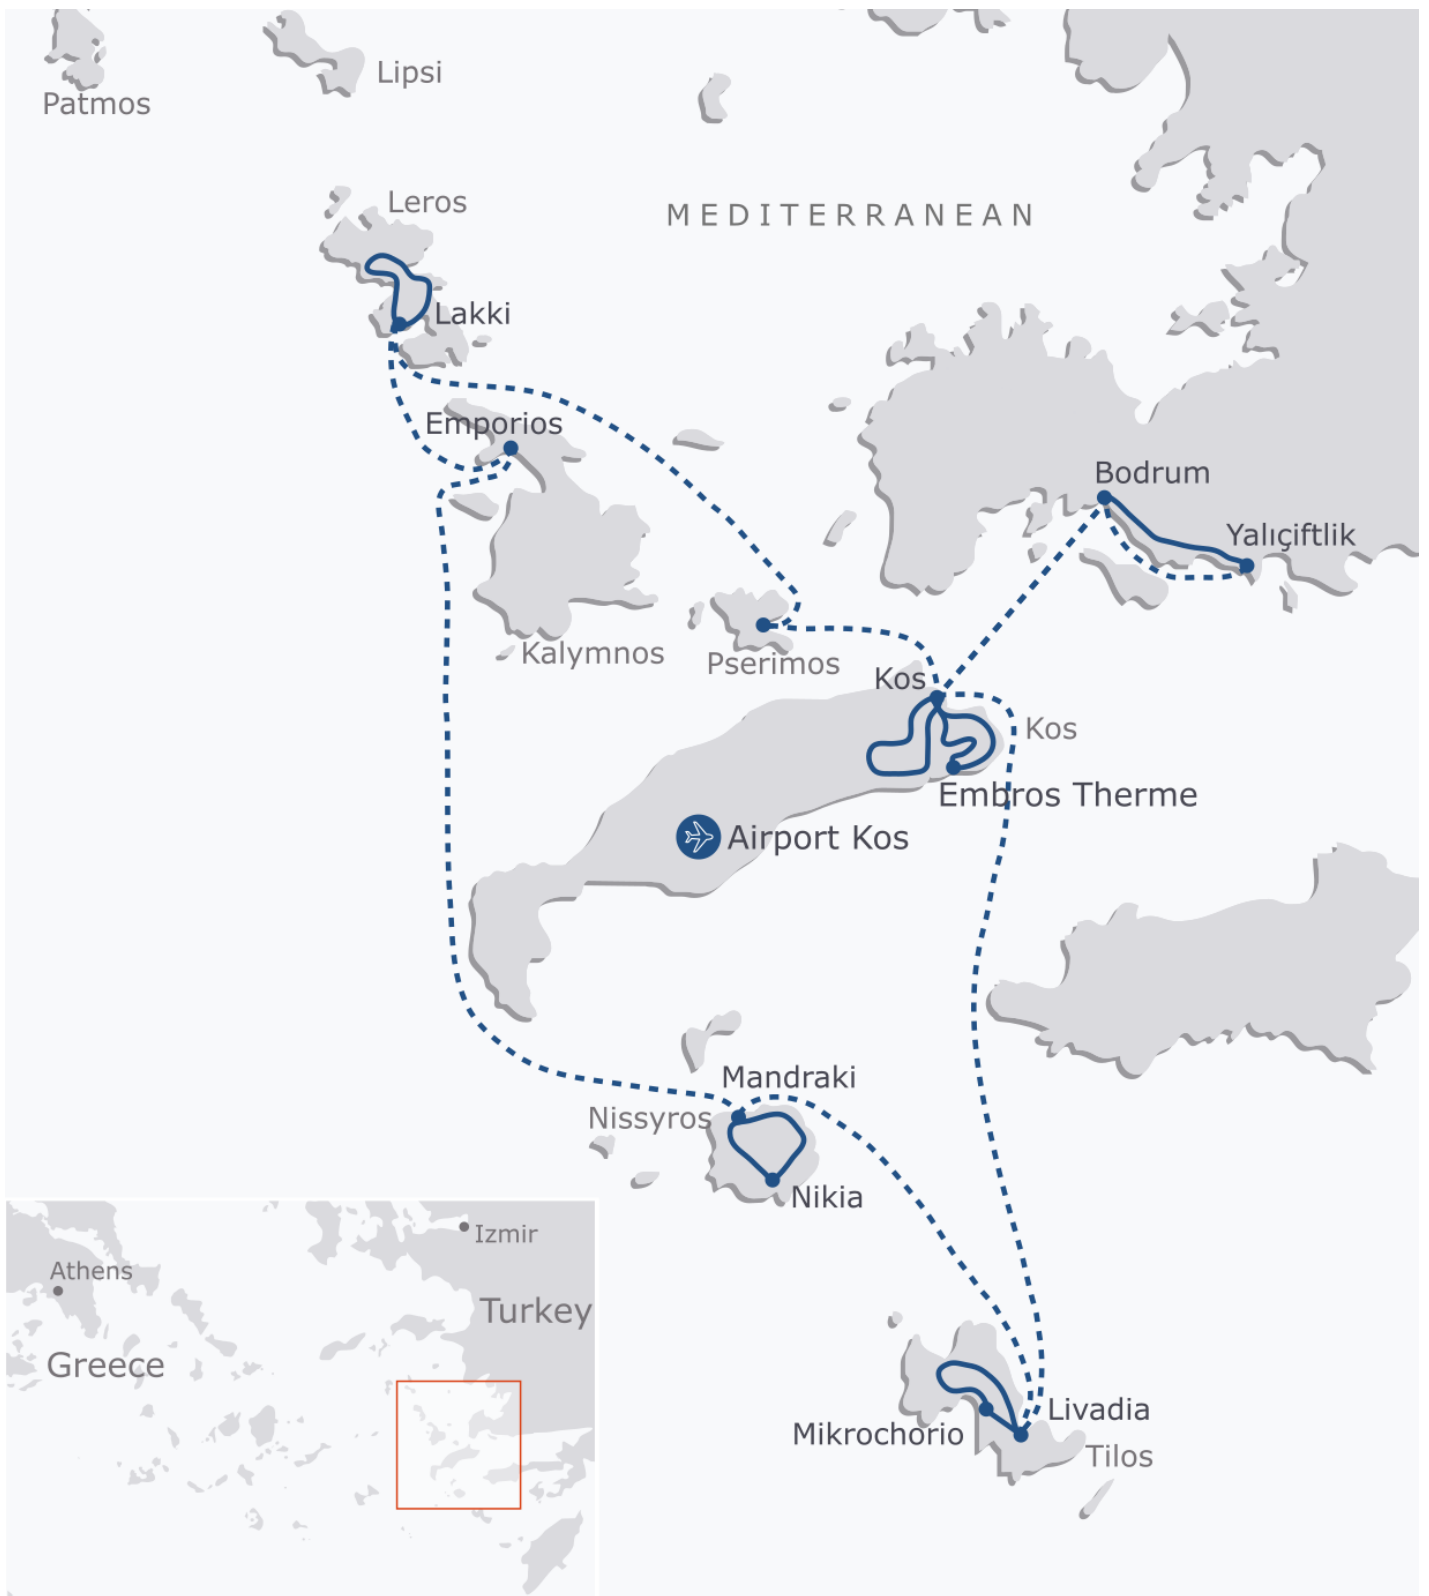 Lipsi
Patmos
Leros
MEDITERRANEAN
Lakki
Emporios
Bodrum
Yalıçiftlik
Kalymnos
Pserimos
Kos
Kos
Embros Therme
Airport Kos
Mandraki
Nissyros
Nikia
Izmir
Athens
Turkey
Greece
Livadia
Mikrochorio
Tilos